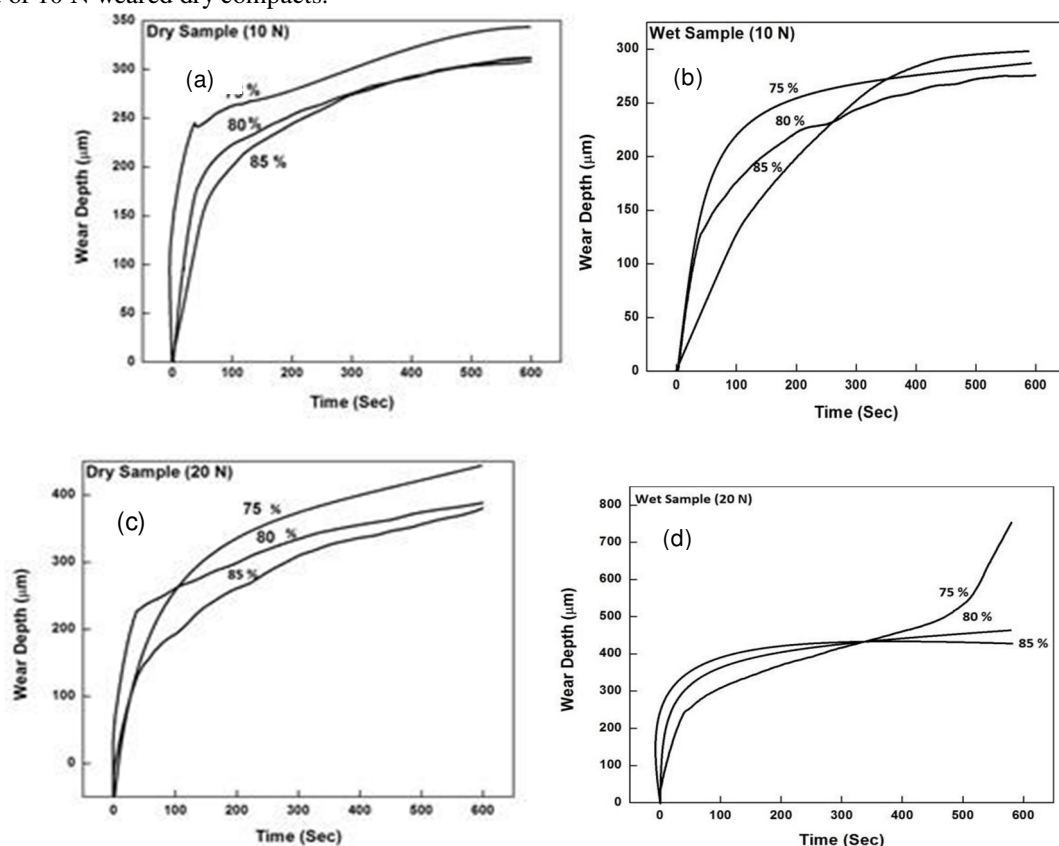 of 10 N weared dry compacts.
350
Dry Sample (10 N)
(a)
300
%
250
80 %
200
85 %
150
100
50
0
0 100 200 300 400 500 600
Wear Depth (μm)
Time (Sec)
Wet Sample (10 N)
300
(b)
75 %
250
80 %
200
85 %
150
100
50
0
0 100 200 300 400 500 600
Wear Depth (μm)
Time (Sec)
Dry Sample (20 N)
400
(c)
75 %
80 %
300
85 %
200
100
0
0 100 200 300 400 500 600
Wear Depth (μm)
Time (Sec)
Wet Sample (20 N)
800
(d)
700
600
75 %
500
80 %
400
85 %
300
200
100
0
0 100 200 300 400 500 600
Wear Depth (μm)
Time (Sec)